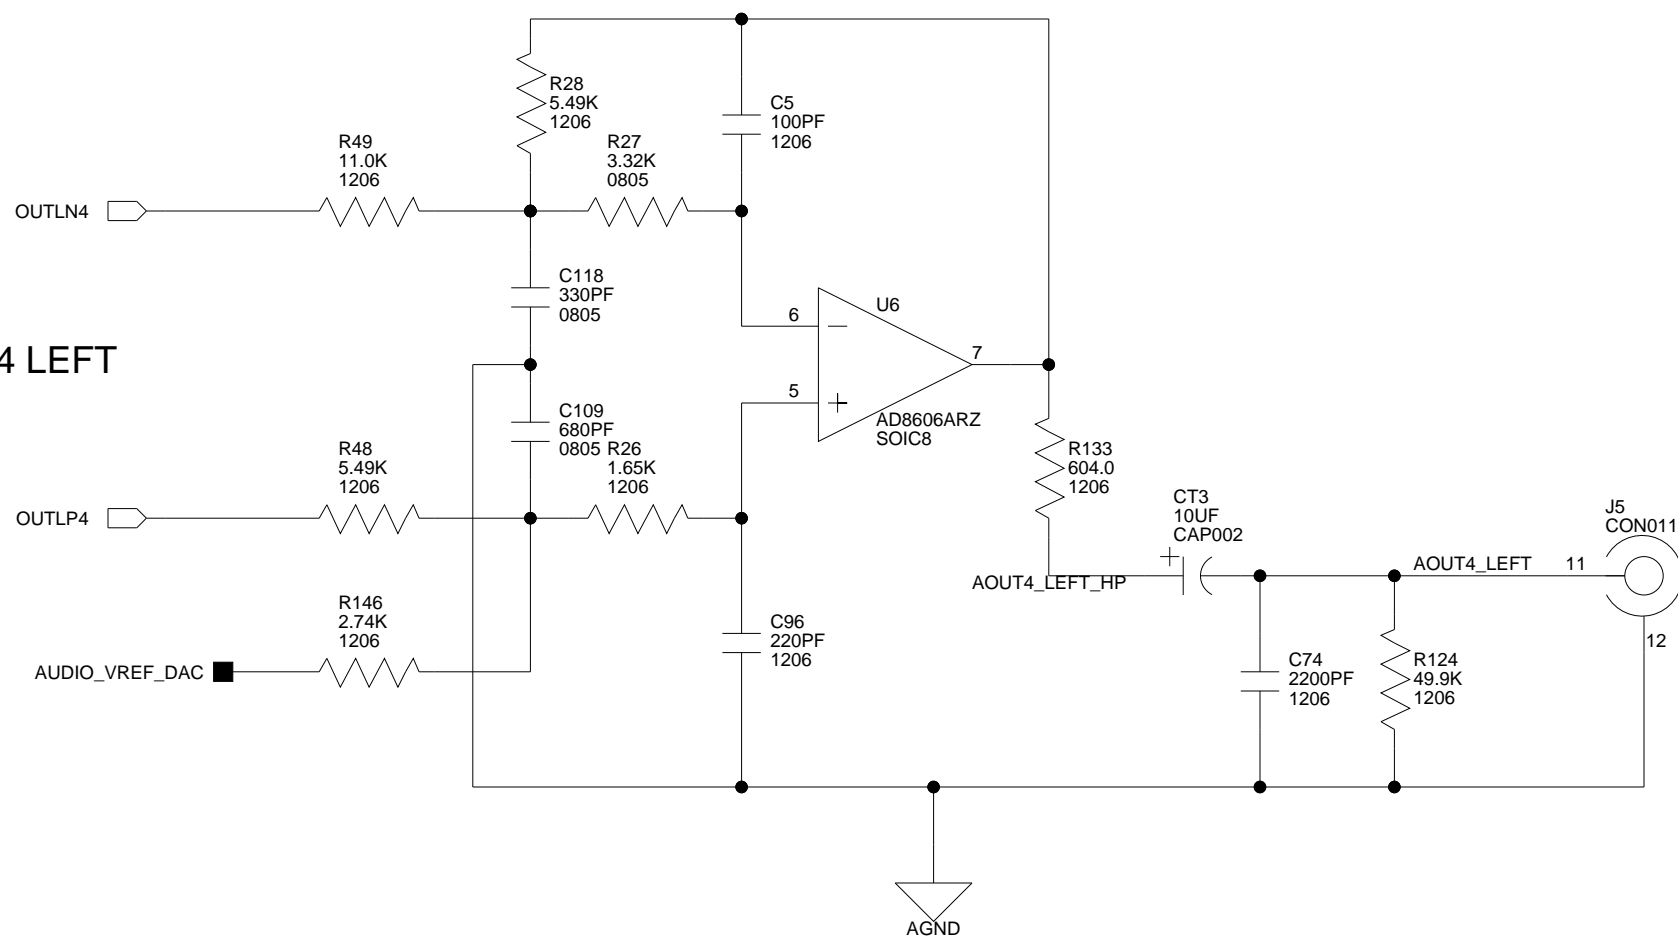 R28
5.49K
1206
C5
100PF
1206
R49
11.0K
1206
R27
3.32K
0805
OUTLN4
C118
330PF
0805
U6
6
7
4 LEFT
5
AD8606ARZ
SOIC8
C109
680PF
0805
R48
5.49K
1206
R26
1.65K
1206
R133
604.0
1206
OUTLP4
CT3
10UF
CAP002
J5
CON011
AOUT4_LEFT_HP
AOUT4_LEFT
11
12
R146
2.74K
1206
AUDIO_VREF_DAC
C96
220PF
1206
C74
2200PF
1206
R124
49.9K
1206
AGND